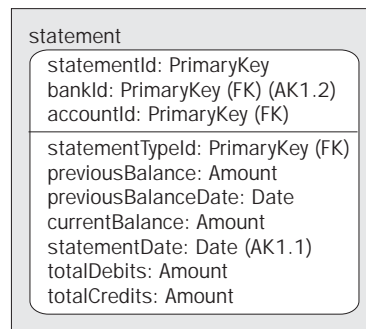 statement
statementId: PrimaryKey
bankId: PrimaryKey (FK) (AK1.2)
accountId: PrimaryKey (FK)
statementTypeId: PrimaryKey (FK)
previousBalance: Amount
previousBalanceDate: Date
currentBalance: Amount
statementDate: Date (AK1.1)
totalDebits: Amount
totalCredits: Amount